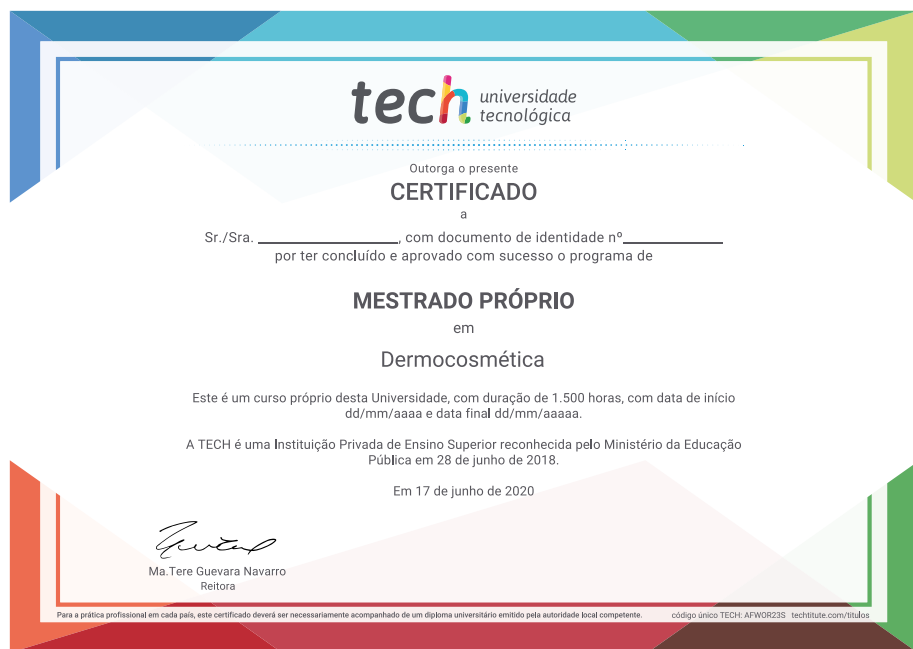 tech universidade
tecnológica
Outorga o presente
CERTIFICADO
a
Sr./Sra. ____________________, com documento de identidade nº______________
por ter concluído e aprovado com sucesso o programa de
MESTRADO PRÓPRIO
em
Dermocosmética
Este é um curso próprio desta Universidade, com duração de 1.500 horas, com data de início
dd/mm/aaaa e data final dd/mm/aaaaa.
A TECH é uma Instituição Privada de Ensino Superior reconhecida pelo Ministério da Educação
Pública em 28 de junho de 2018.
Em 17 de junho de 2020
Ma.Tere Guevara Navarro
Reitora
Para a prática profissional em cada país, este certificado deverá ser necessariamente acompanhado de um diploma universitário emitido pela autoridade local competente. código único TECH: AFWOR23S techtitute.com/titulos